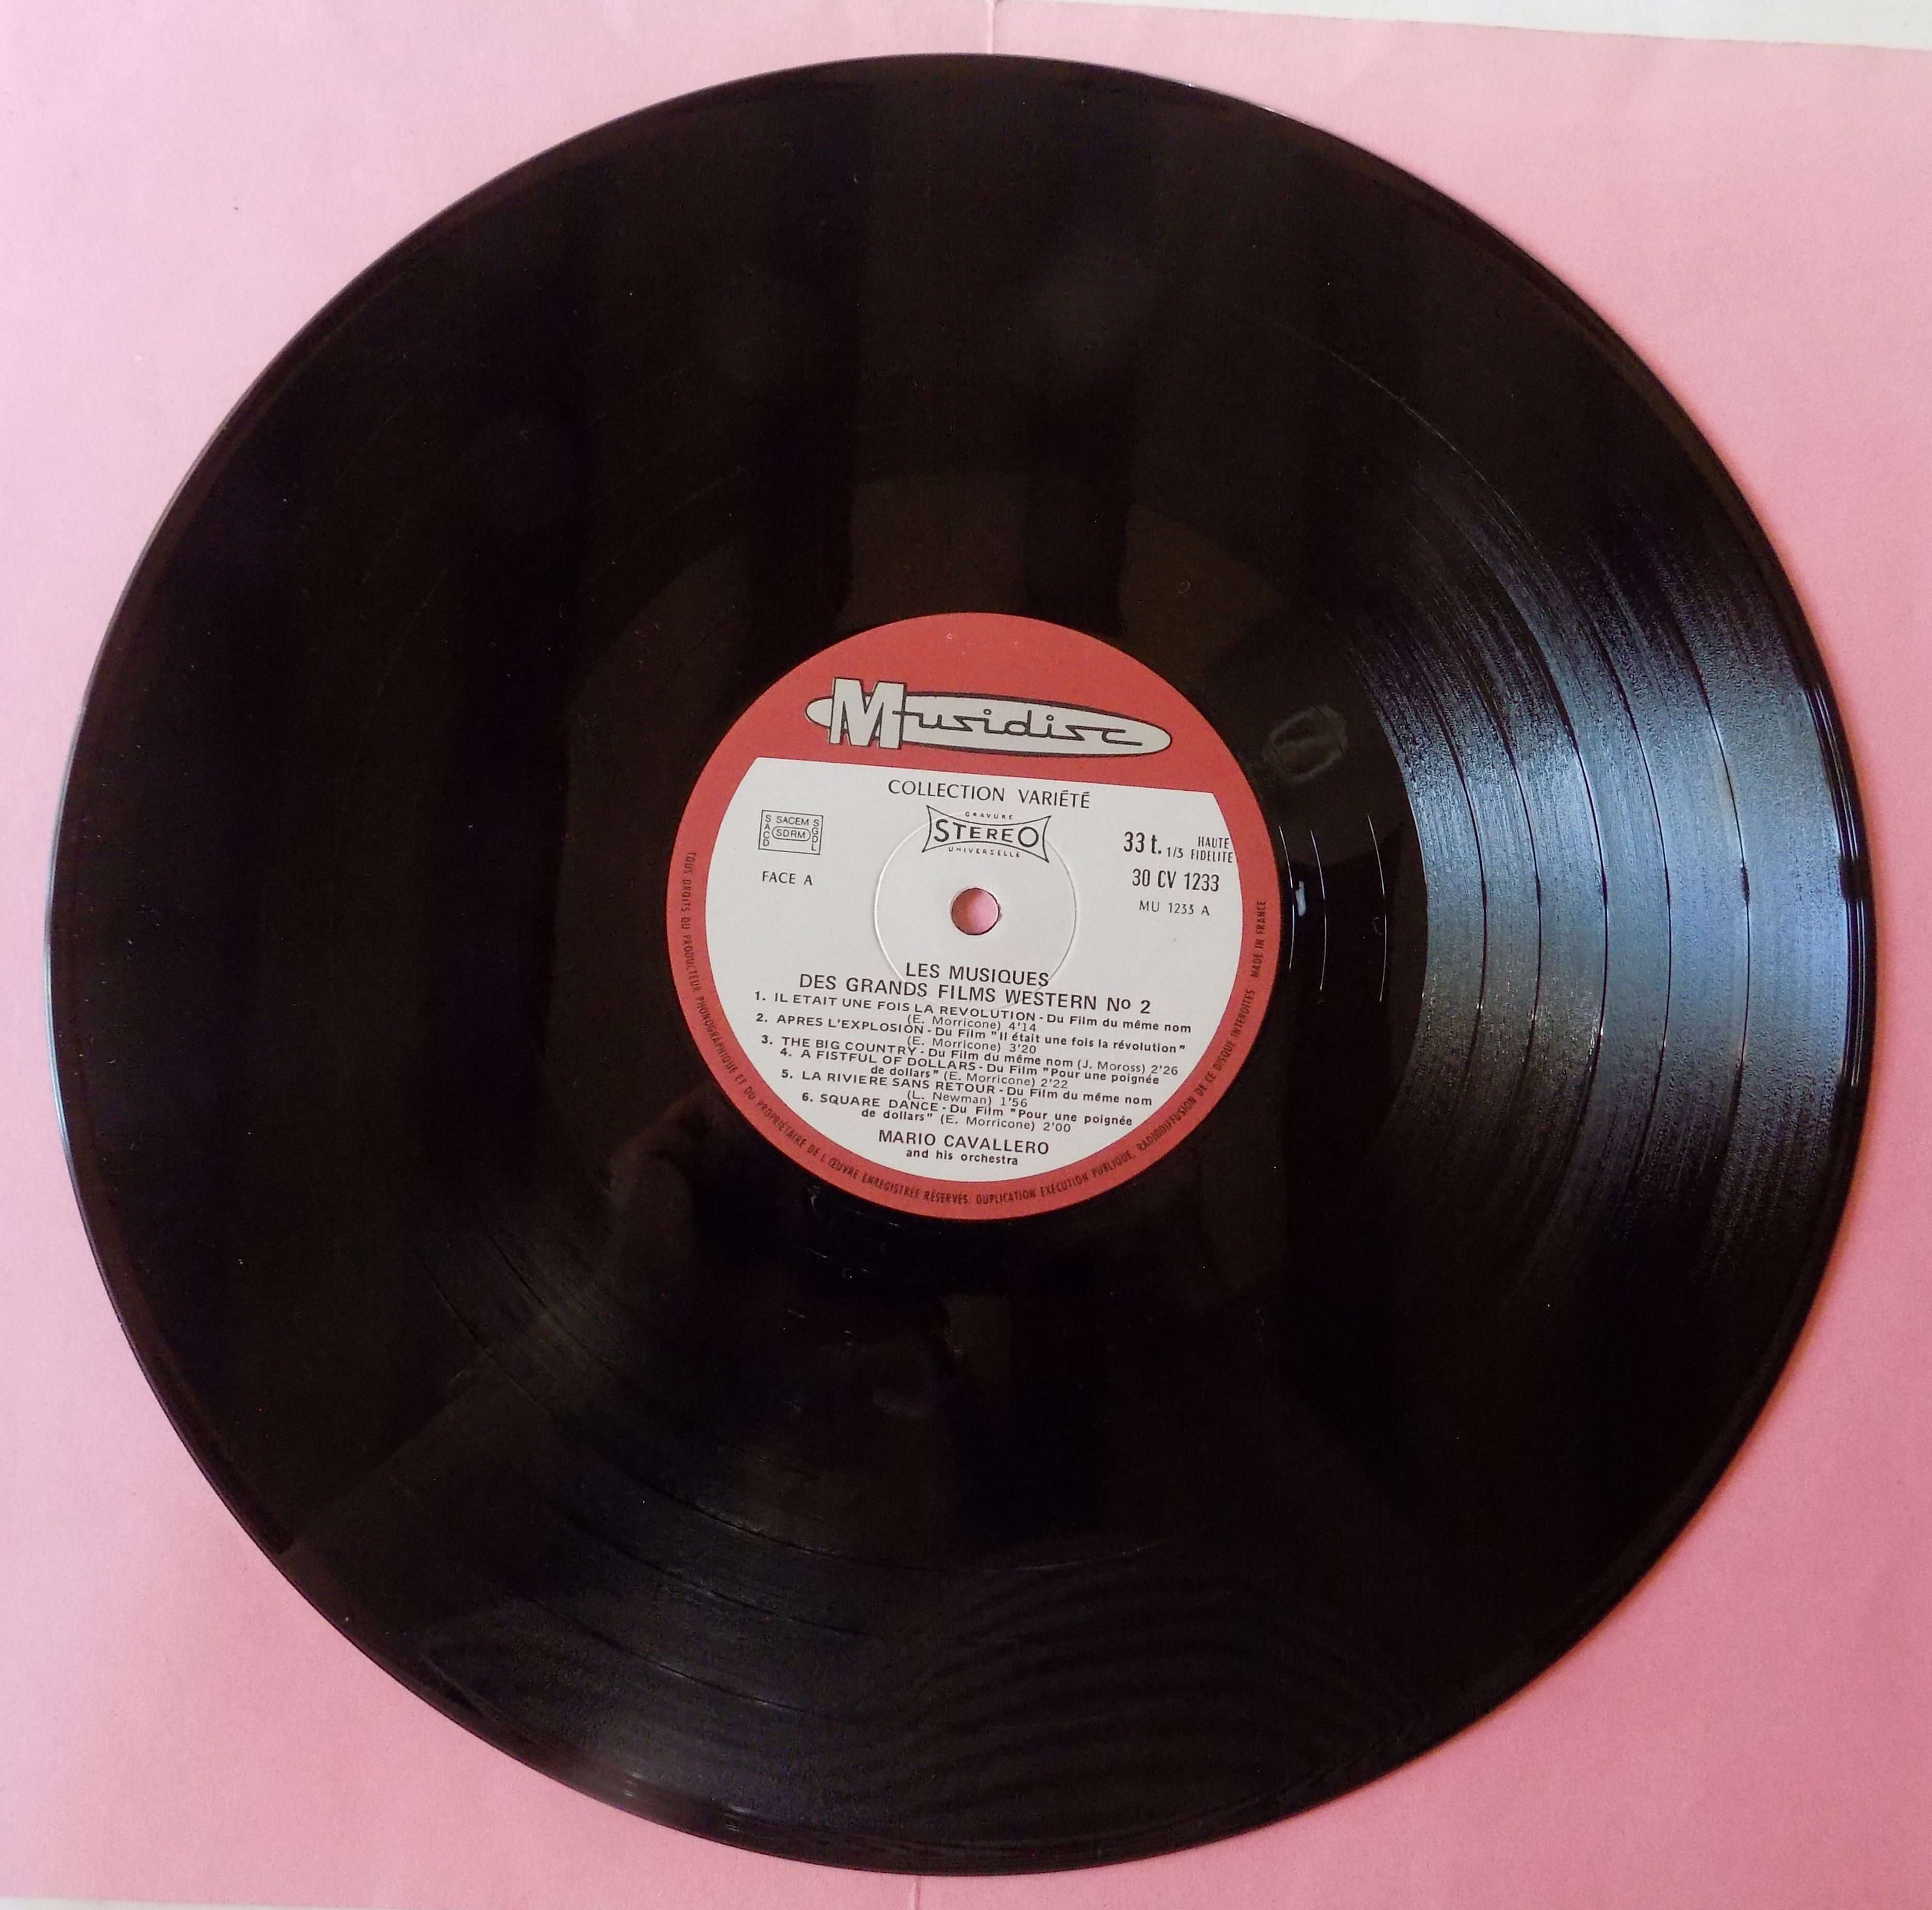 Musidisc
COLLECTION VARIÉTÉ
GRAVURE
STEREO
UNIVERSELLE
SACEM
SACD
SDRM
SGDL
FACE A
33 t. 1/3 HAUTE FIDELITE
30 CV 1233
MU 1233 A
LES MUSIQUES
DES GRANDS FILMS WESTERN No 2
1. IL ETAIT UNE FOIS LA REVOLUTION - Du Film du même nom
(E. Morricone) 4'14
2. APRES L'EXPLOSION - Du Film "Il était une fois la révolution"
(E. Morricone) 3'20
3. THE BIG COUNTRY - Du Film du même nom (J. Moross) 2'26
4. A FISTFUL OF DOLLARS - Du Film "Pour une poignée
de dollars" (E. Morricone) 2'22
5. LA RIVIERE SANS RETOUR - Du Film du même nom
(L. Newman) 1'56
6. SQUARE DANCE - Du Film "Pour une poignée
de dollars" (E. Morricone) 2'00
MARIO CAVALLERO
and his orchestra
TOUS DROITS DU PRODUCTEUR PHONOGRAPHIQUE ET DU PROPRIÉTAIRE DE L'ŒUVRE ENREGISTRÉE RÉSERVÉS. DUPLICATION EXÉCUTION PUBLIQUE, RADIODIFFUSION DE CE DISQUE INTERDITES MADE IN FRANCE